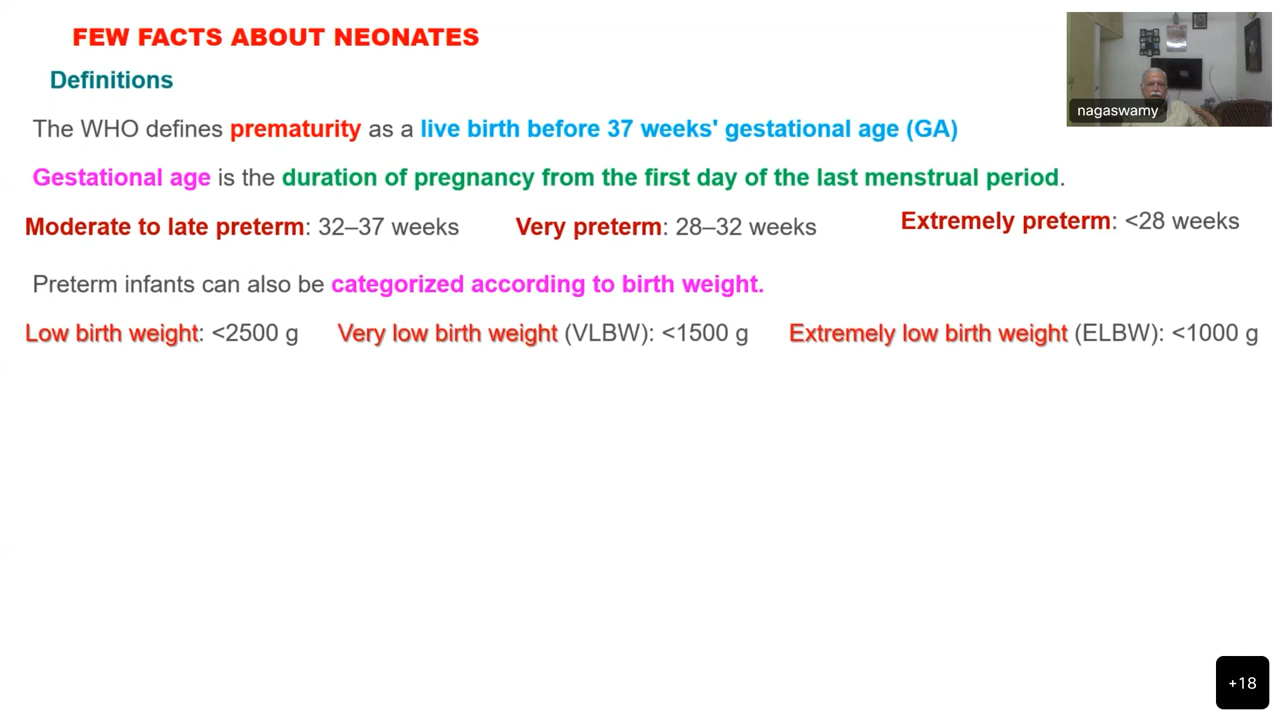 FEW FACTS ABOUT NEONATES
Definitions
nagaswamy
The WHO defines prematurity as a live birth before 37 weeks' gestational age (GA)
Gestational age is the duration of pregnancy from the first day of the last menstrual period.
Moderate to late preterm: 32–37 weeks Very preterm: 28–32 weeks Extremely preterm: <28 weeks
Preterm infants can also be categorized according to birth weight.
Low birth weight: <2500 g Very low birth weight (VLBW): <1500 g Extremely low birth weight (ELBW): <1000 g
+18